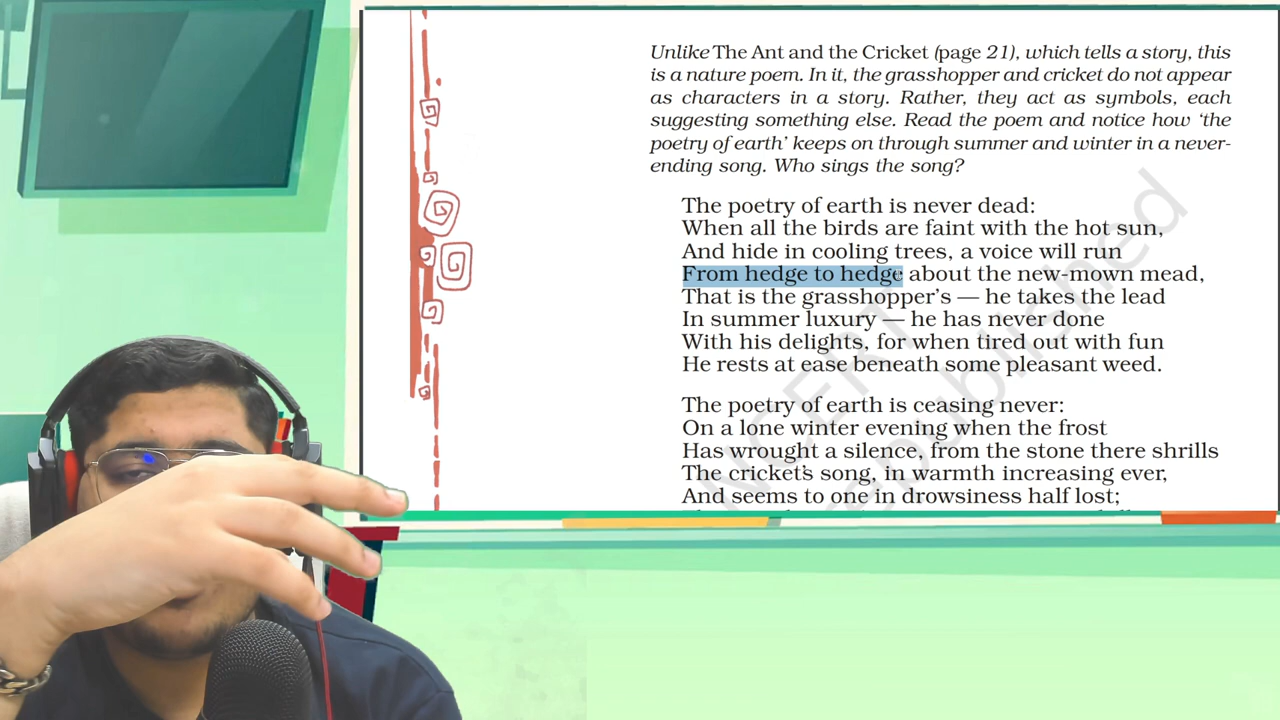 Unlike The Ant and the Cricket (page 21), which tells a story, this
is a nature poem. In it, the grasshopper and cricket do not appear
as characters in a story. Rather, they act as symbols, each
suggesting something else. Read the poem and notice how ‘the
poetry of earth’ keeps on through summer and winter in a never-
ending song. Who sings the song?
The poetry of earth is never dead:
When all the birds are faint with the hot sun,
And hide in cooling trees, a voice will run
From hedge to hedge about the new-mown mead,
That is the grasshopper’s — he takes the lead
In summer luxury — he has never done
With his delights, for when tired out with fun
He rests at ease beneath some pleasant weed.
The poetry of earth is ceasing never:
On a lone winter evening when the frost
Has wrought a silence, from the stone there shrills
The cricket’s song, in warmth increasing ever,
And seems to one in drowsiness half lost;
NCERT
republished